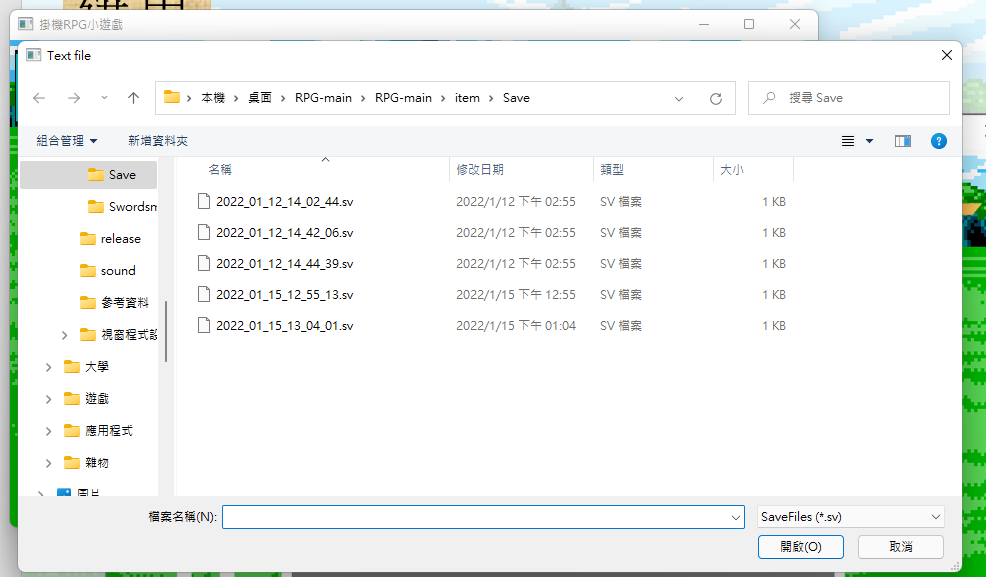 掛機RPG小遊戲
Text file
本機 > 桌面 > RPG-main > RPG-main > item > Save
搜尋 Save
組合管理 新增資料夾
名稱 修改日期 類型 大小
Save
Swordsm
release
sound
參考資料
視窗程式設
大學
遊戲
應用程式
雜物
2022_01_12_14_02_44.sv 2022/1/12 下午 02:55 SV 檔案 1 KB
2022_01_12_14_42_06.sv 2022/1/12 下午 02:55 SV 檔案 1 KB
2022_01_12_14_44_39.sv 2022/1/12 下午 02:55 SV 檔案 1 KB
2022_01_15_12_55_13.sv 2022/1/15 下午 12:55 SV 檔案 1 KB
2022_01_15_13_04_01.sv 2022/1/15 下午 01:04 SV 檔案 1 KB
檔案名稱(N):
SaveFiles (*.sv)
開啟(O) 取消